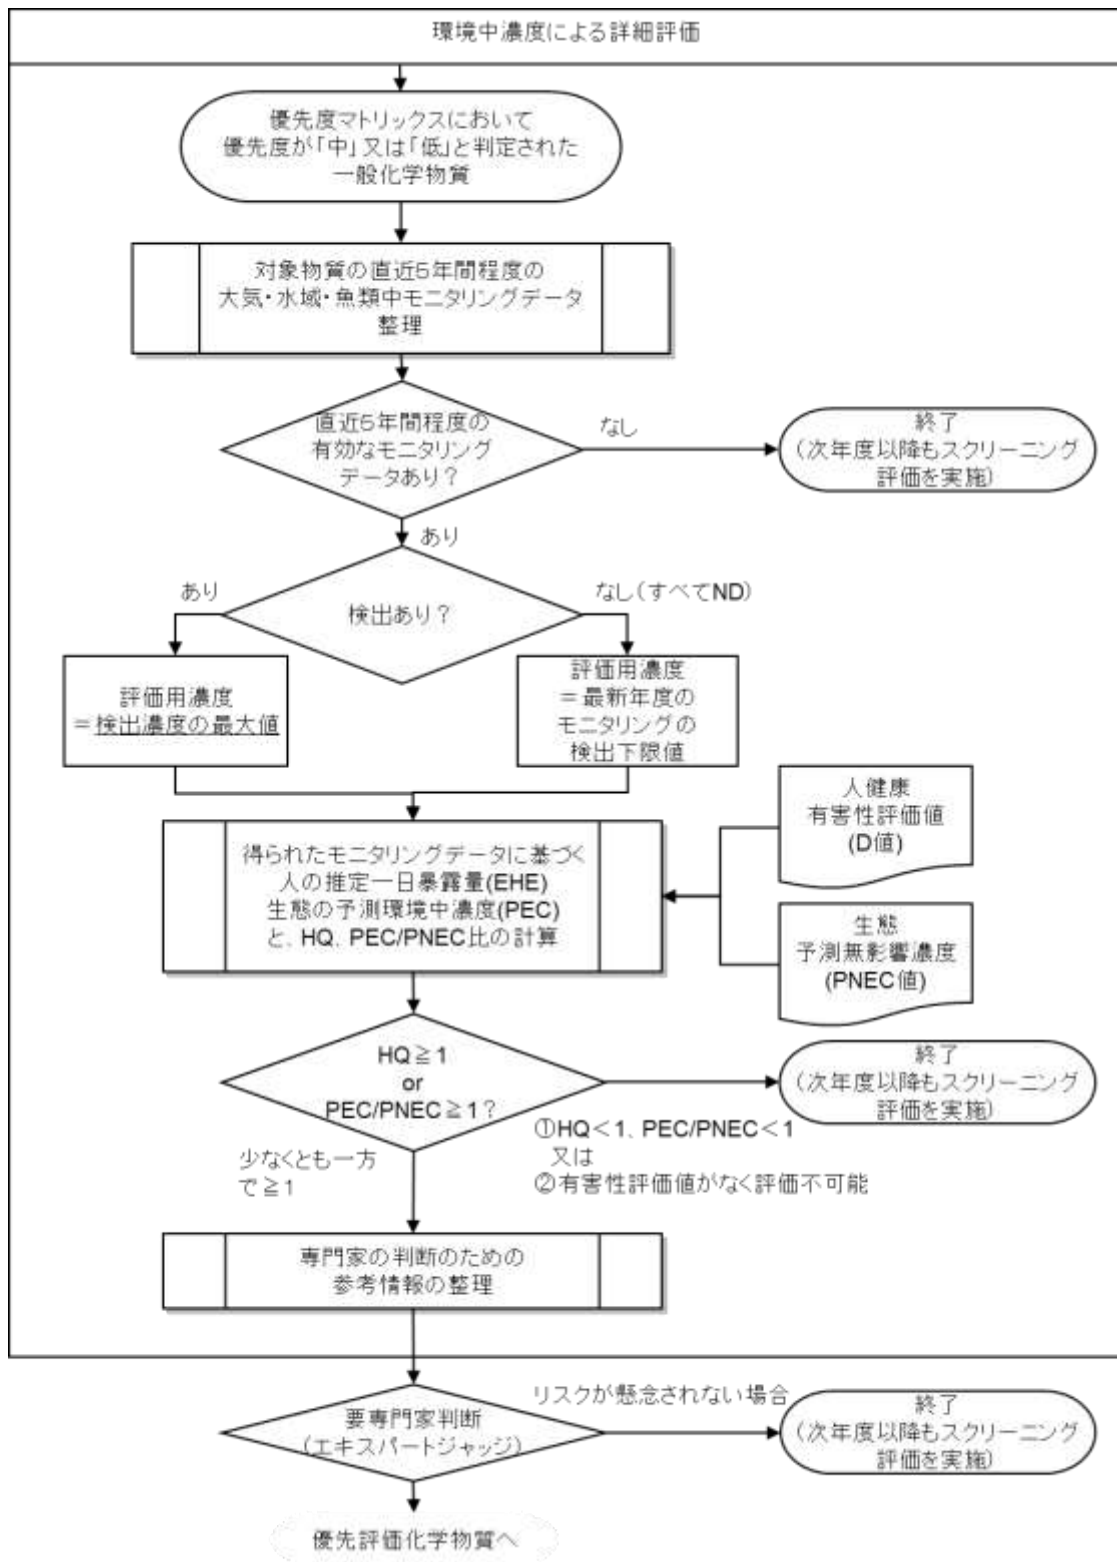 環境中濃度による詳細評価
優先度マトリックスにおいて
優先度が「中」又は「低」と判定された
一般化学物質
対象物質の直近5年間程度の
大気・水域・魚類中モニタリングデータ
整理
直近5年間程度の
有効なモニタリング
データあり？
なし
終了
（次年度以降もスクリーニング
評価を実施）
あり
検出あり？
あり
なし（すべてND）
評価用濃度
＝検出濃度の最大値
評価用濃度
＝最新年度の
モニタリングの
検出下限値
人健康
有害性評価値
(D値)
得られたモニタリングデータに基づく
人の推定一日暴露量(EHE)
生態の予測環境中濃度(PEC)
と、HQ、PEC/PNEC比の計算
生態
予測無影響濃度
(PNEC値)
HQ≧1
or
PEC/PNEC≧1？
終了
（次年度以降もスクリーニング
評価を実施）
①HQ＜1、PEC/PNEC＜1
又は
②有害性評価値がなく評価不可能
少なくとも一方
で≧1
専門家の判断のための
参考情報の整理
要専門家判断
（エキスパートジャッジ）
リスクが懸念されない場合
終了
（次年度以降もスクリーニング
評価を実施）
優先評価化学物質へ